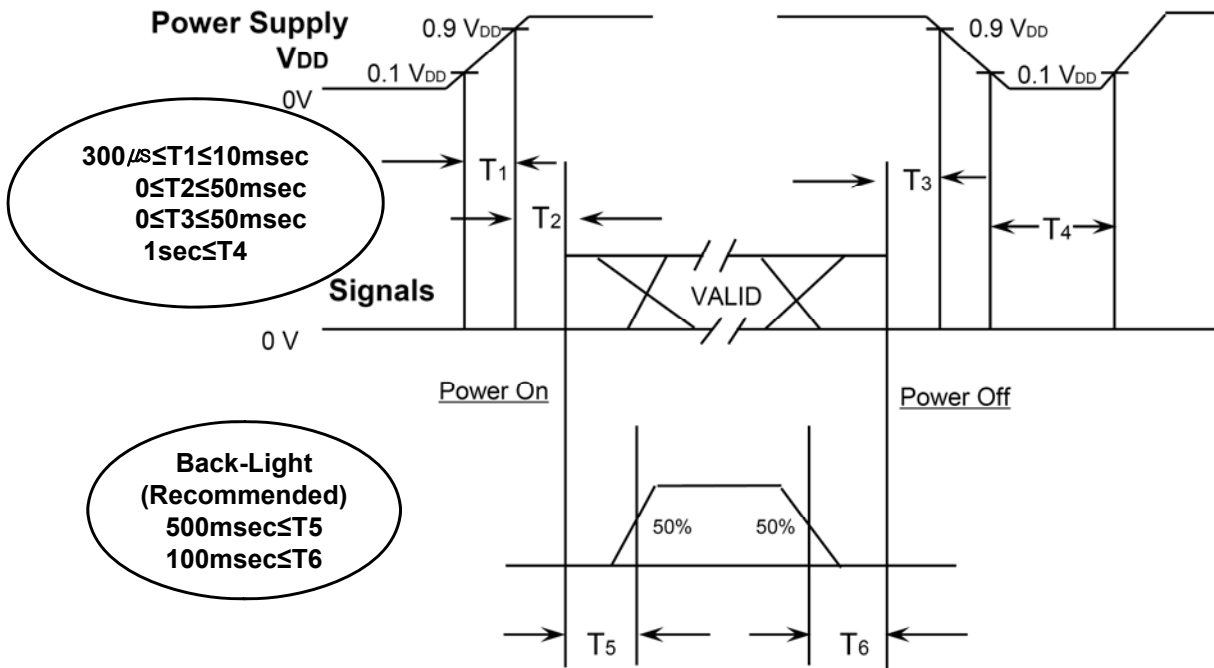 Power Supply
VDD
0.9 VDD
0.1 VDD
0V
0.9 VDD
0.1 VDD
300㎲≤T1≤10msec
0≤T2≤50msec
0≤T3≤50msec
1sec≤T4
T1
T2
T3
T4
Signals
VALID
0 V
Power On
Power Off
Back-Light
(Recommended)
500msec≤T5
100msec≤T6
50%
50%
T5
T6